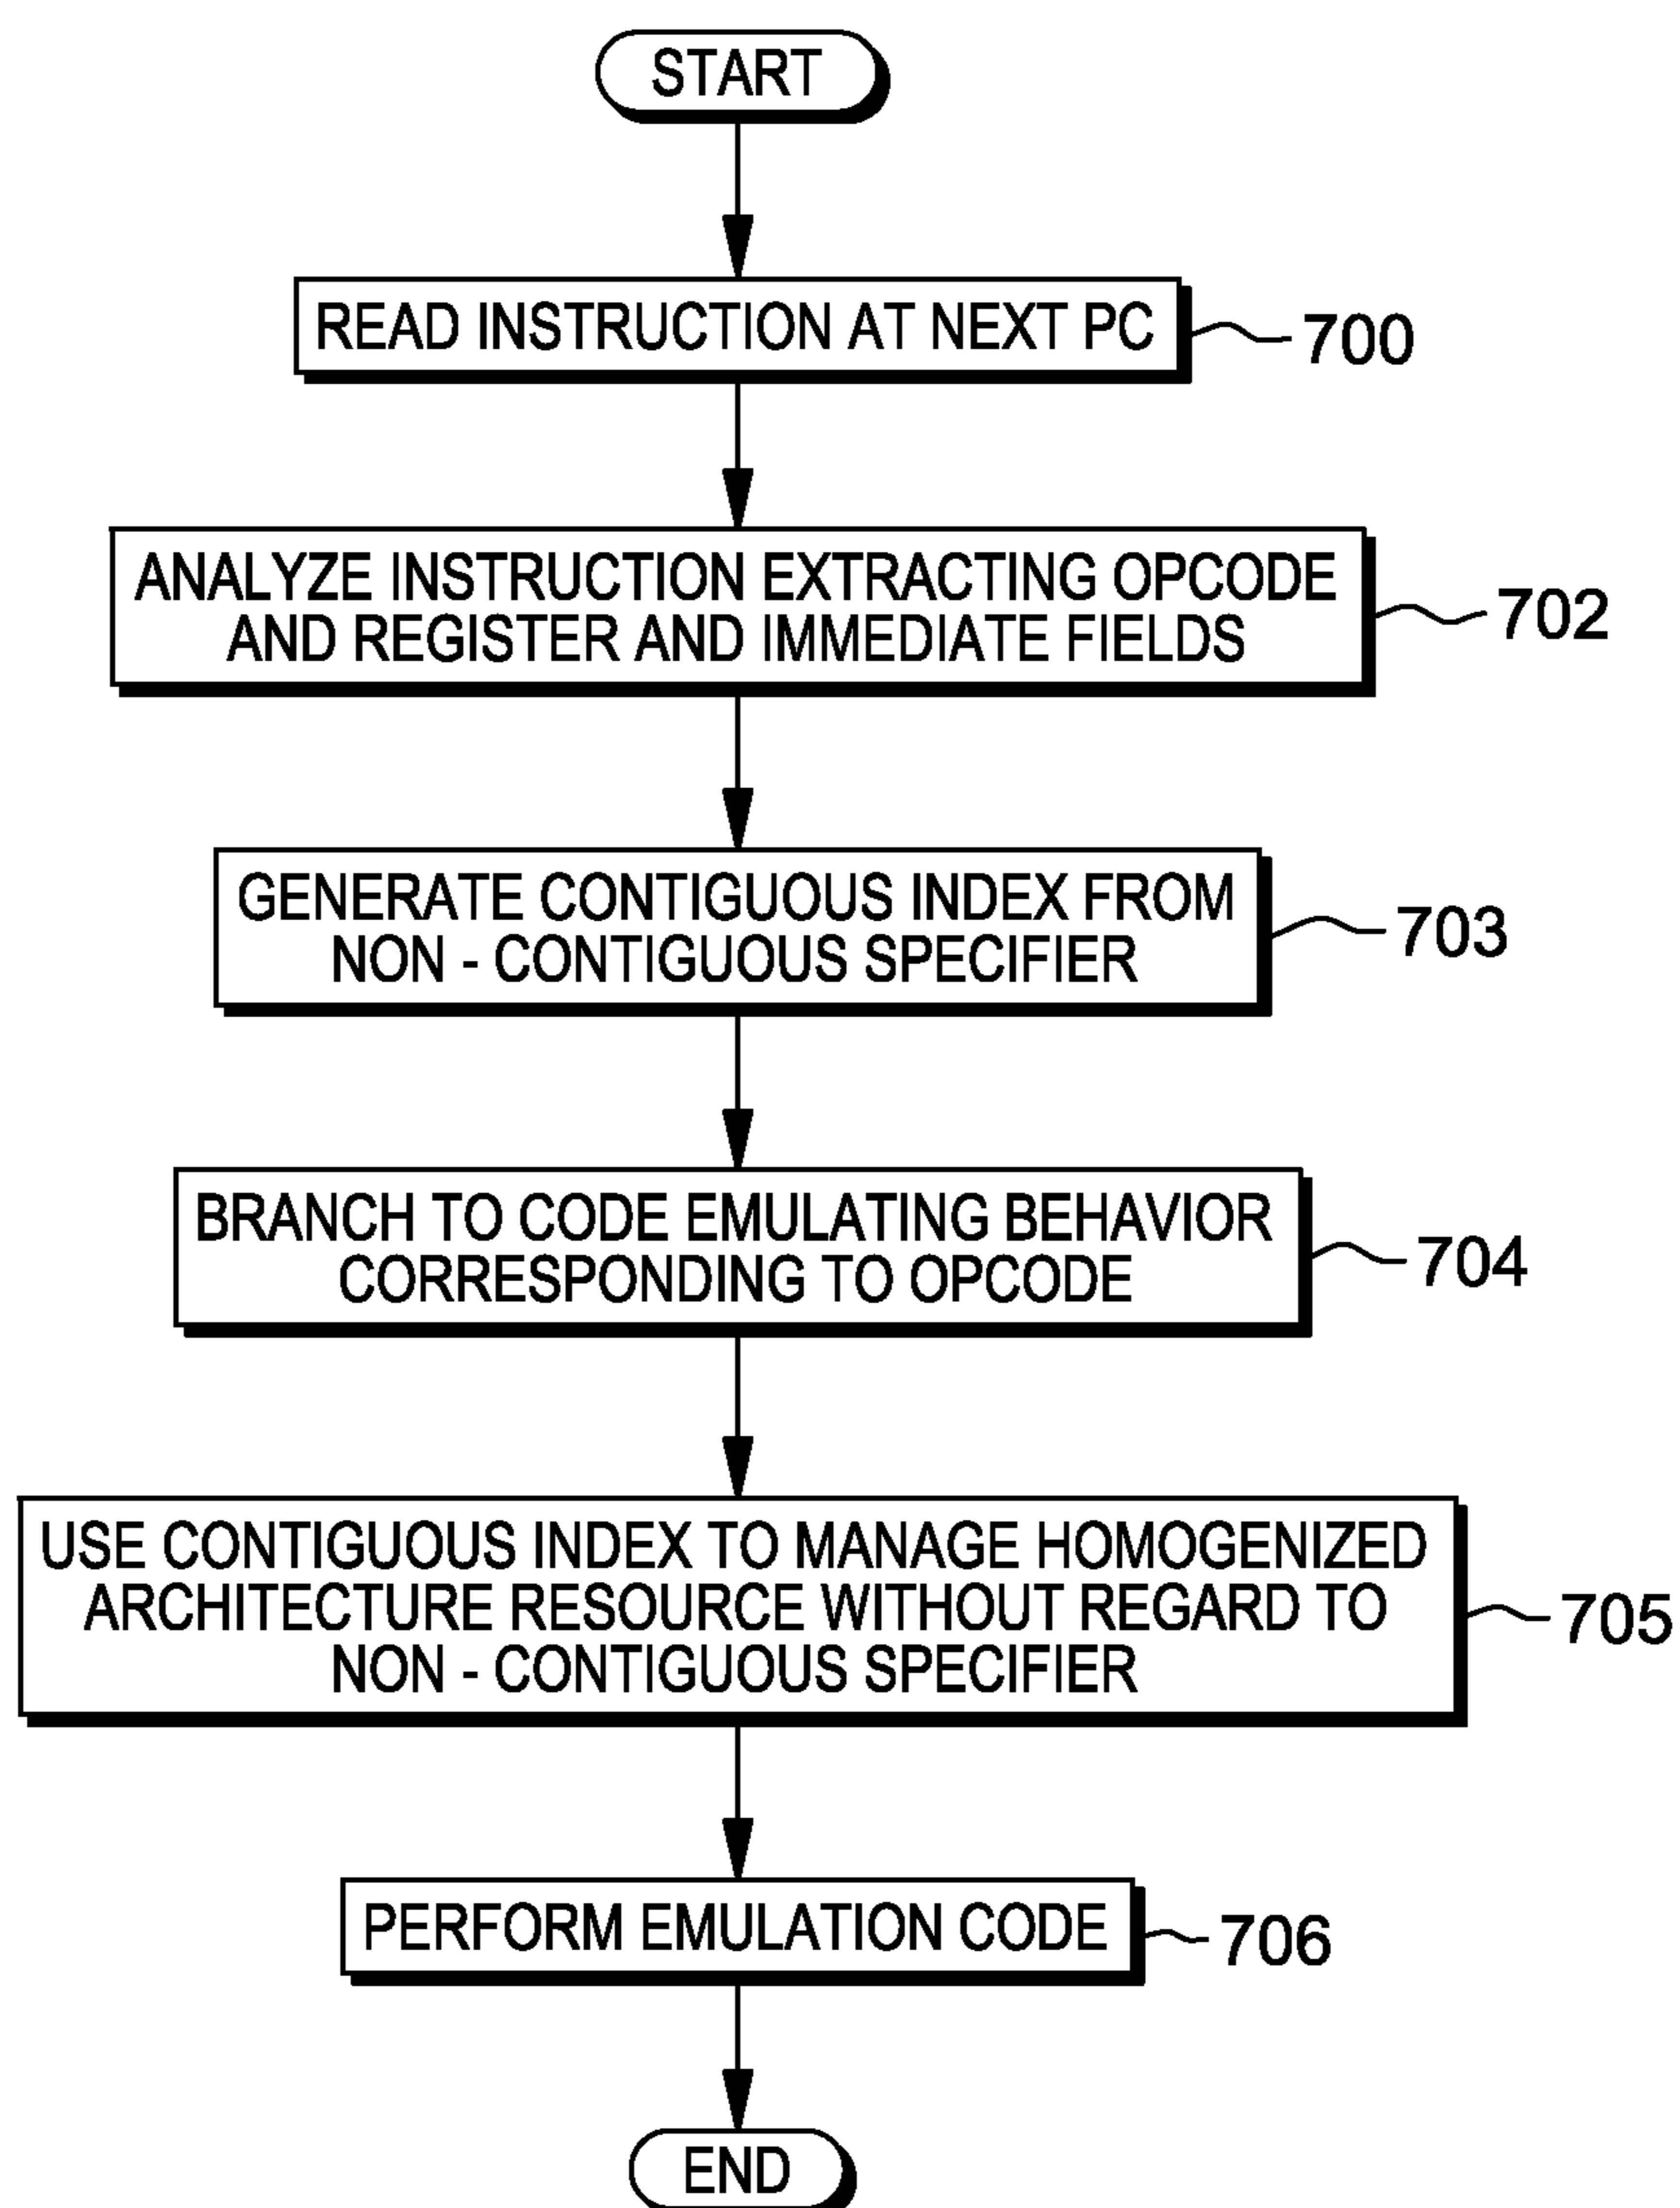 START
READ INSTRUCTION AT NEXT PC
700
ANALYZE INSTRUCTION EXTRACTING OPCODE
AND REGISTER AND IMMEDIATE FIELDS
702
GENERATE CONTIGUOUS INDEX FROM
NON - CONTIGUOUS SPECIFIER
703
BRANCH TO CODE EMULATING BEHAVIOR
CORRESPONDING TO OPCODE
704
USE CONTIGUOUS INDEX TO MANAGE HOMOGENIZED
ARCHITECTURE RESOURCE WITHOUT REGARD TO
NON - CONTIGUOUS SPECIFIER
705
PERFORM EMULATION CODE
706
END